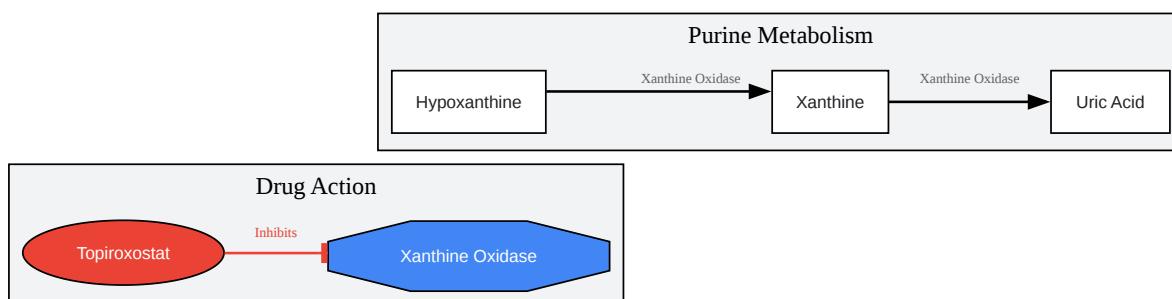 Purine Metabolism
Hypoxanthine
Xanthine Oxidase
Xanthine
Xanthine Oxidase
Uric Acid
Drug Action
Topiroxostat
Inhibits
Xanthine Oxidase